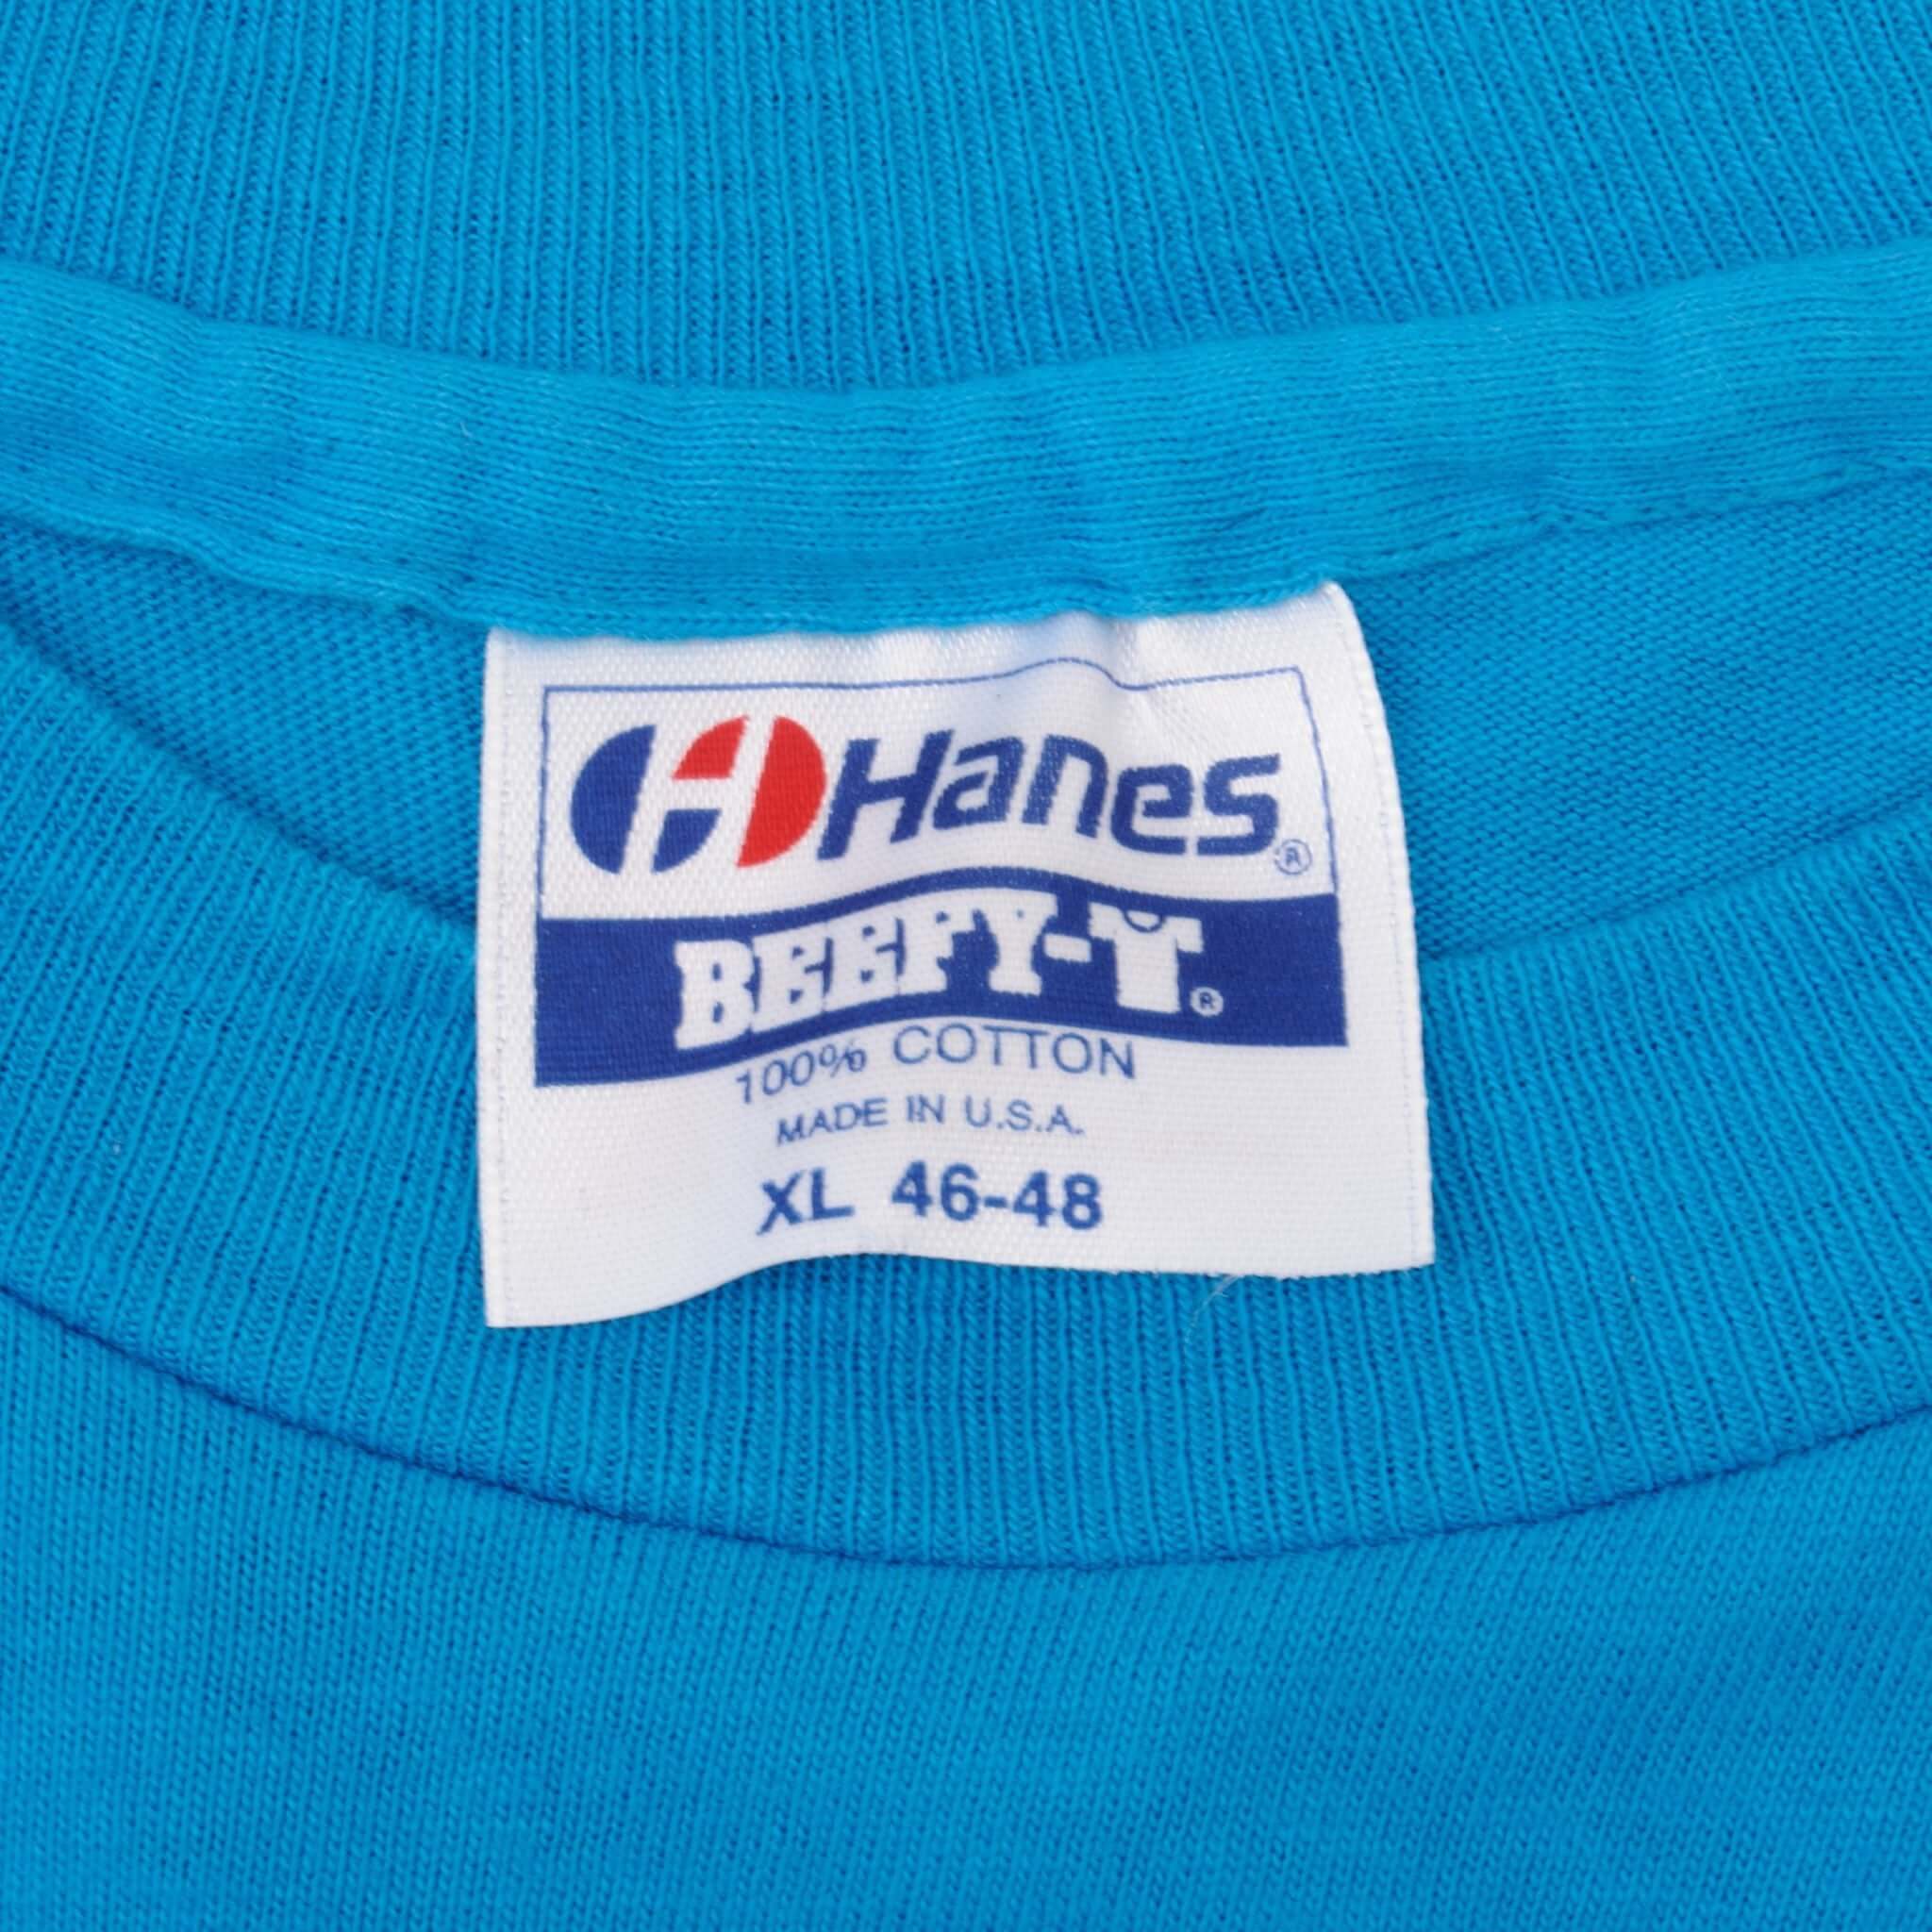 Hanes®
BEEFY-T®
100% COTTON
MADE IN U.S.A.
XL 46-48